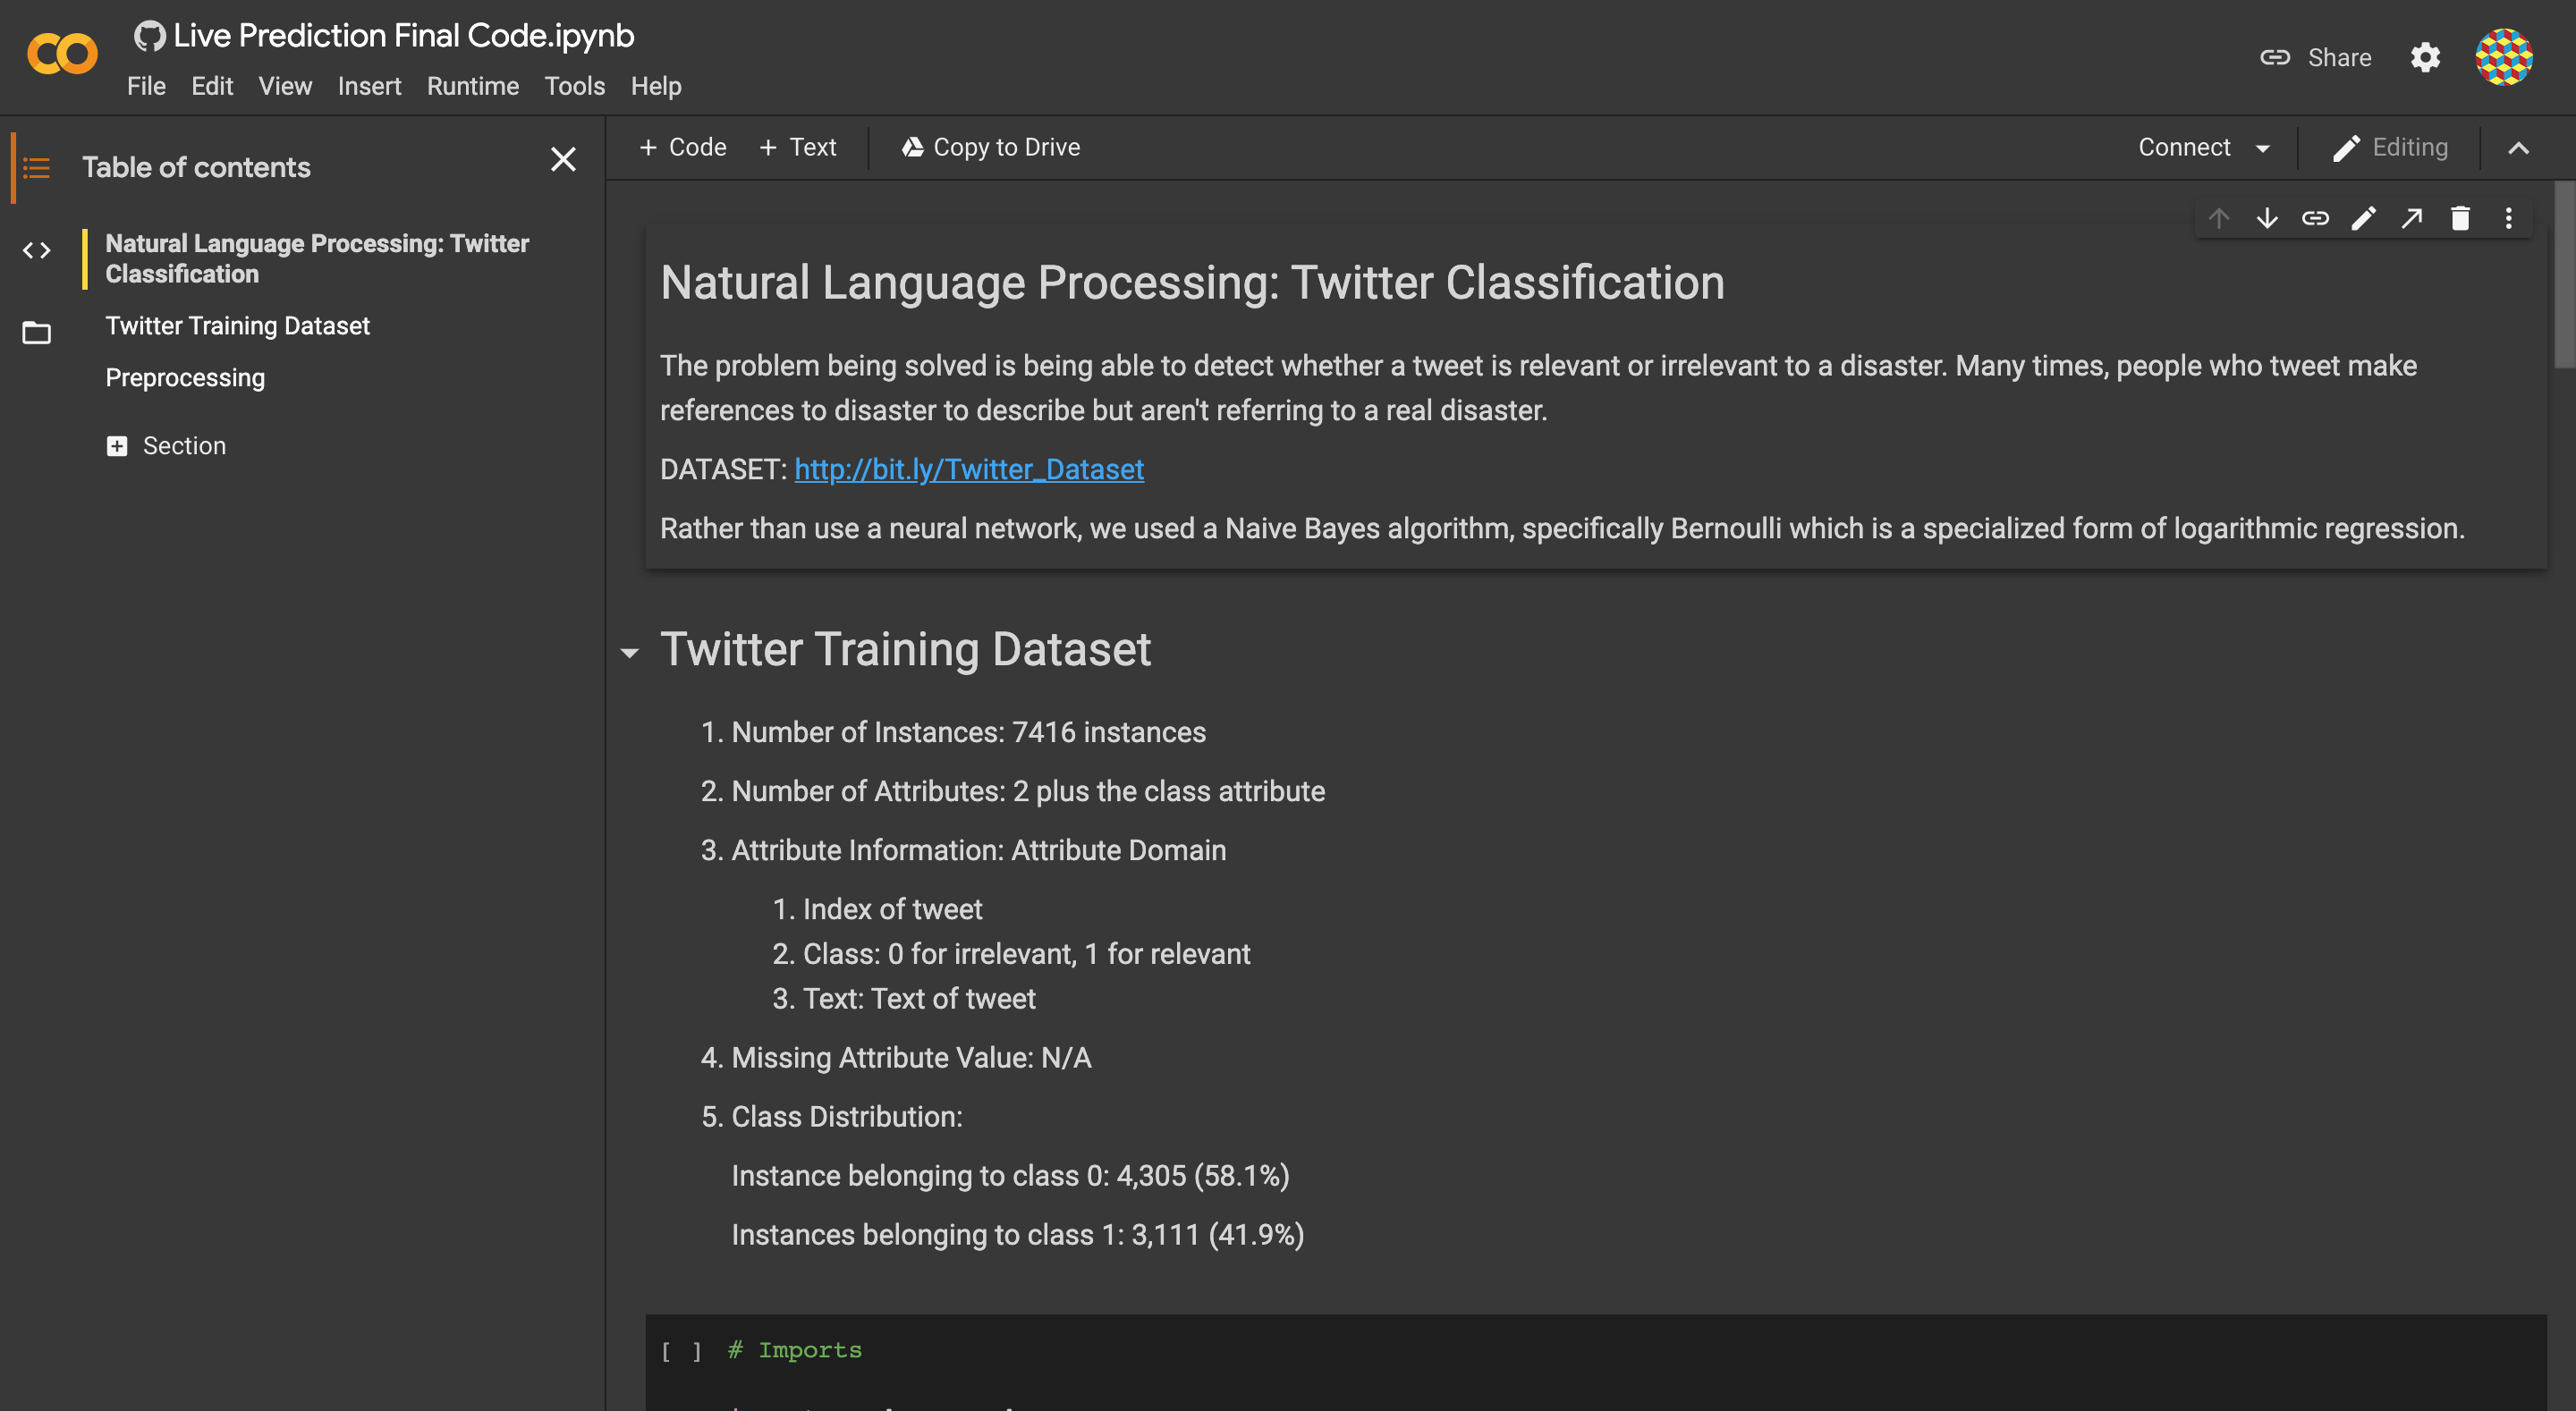 Live Prediction Final Code.ipynb
File Edit View Insert Runtime Tools Help
Share
Table of contents
Natural Language Processing: Twitter
Classification
Twitter Training Dataset
Preprocessing
Section
+ Code + Text Copy to Drive
Connect Editing
Natural Language Processing: Twitter Classification
The problem being solved is being able to detect whether a tweet is relevant or irrelevant to a disaster. Many times, people who tweet make
references to disaster to describe but aren't referring to a real disaster.
DATASET: http://bit.ly/Twitter_Dataset
Rather than use a neural network, we used a Naive Bayes algorithm, specifically Bernoulli which is a specialized form of logarithmic regression.
Twitter Training Dataset
1. Number of Instances: 7416 instances
2. Number of Attributes: 2 plus the class attribute
3. Attribute Information: Attribute Domain
1. Index of tweet
2. Class: 0 for irrelevant, 1 for relevant
3. Text: Text of tweet
4. Missing Attribute Value: N/A
5. Class Distribution:
Instance belonging to class 0: 4,305 (58.1%)
Instances belonging to class 1: 3,111 (41.9%)
[ ] # Imports